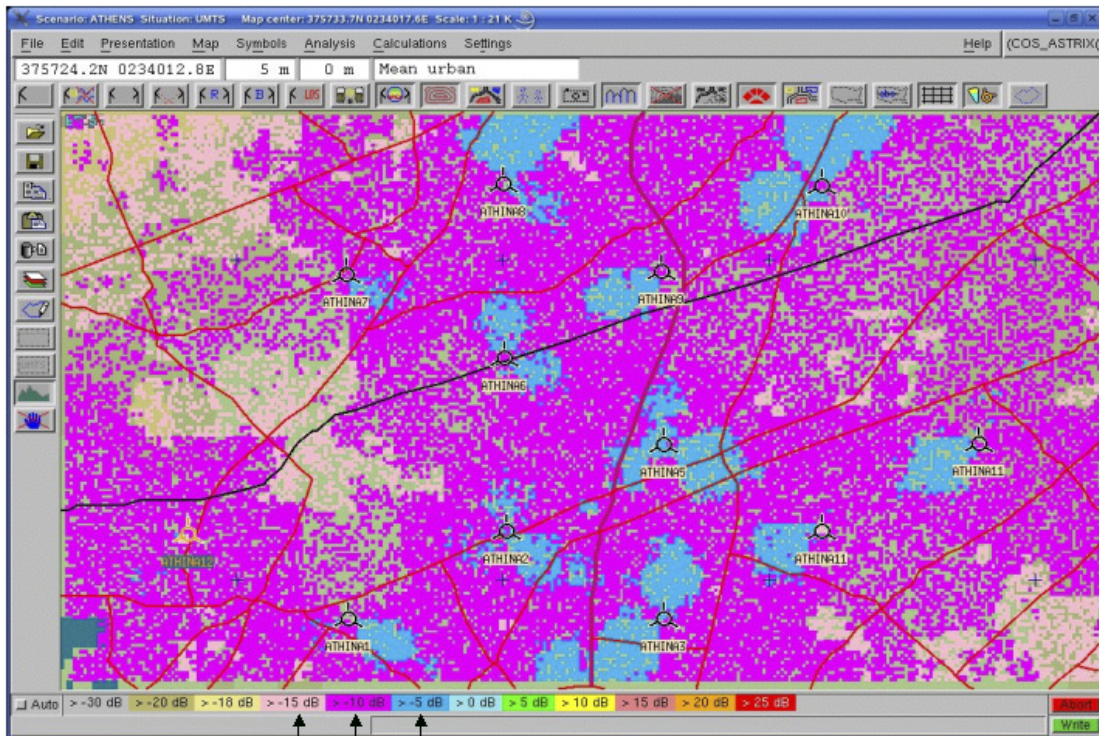 Scenario: ATHENS Situation: UMTS Map center: 375733.7N 0234017.6E Scale: 1 : 21 K
File Edit Presentation Map Symbols Analysis Calculations Settings Help (COS_ASTRIX(
375724.2N 0234012.8E 5 m 0 m Mean urban
R B LOS
ATHINA8
ATHINA10
ATHINA7
ATHINA9
ATHINA6
ATHINA5
ATHINA11
UMTS
ATHINA2
ATHINA11
ATHINA12
ATHINA1
ATHINA3
Auto > -30 dB > -20 dB > -18 dB > -15 dB > -10 dB > -5 dB > 0 dB > 5 dB > 10 dB > 15 dB > 20 dB > 25 dB Abort
Write